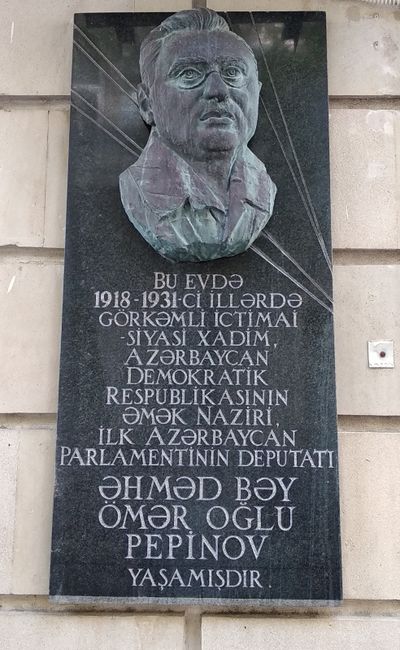 BU EVDƏ
1918-1931-Cİ İLLƏRDƏ
GÖRKƏMLİ İCTİMAİ
-SİYASİ XADİM,
AZƏRBAYCAN
DEMOKRATİK
RESPUBLİKASININ
ƏMƏK NAZİRİ,
İLK AZƏRBAYCAN
PARLAMENTİNİN DEPUTATI
ƏHMƏD BƏY
ÖMƏR OĞLU
PEPİNOV
YAŞAMIŞDIR.